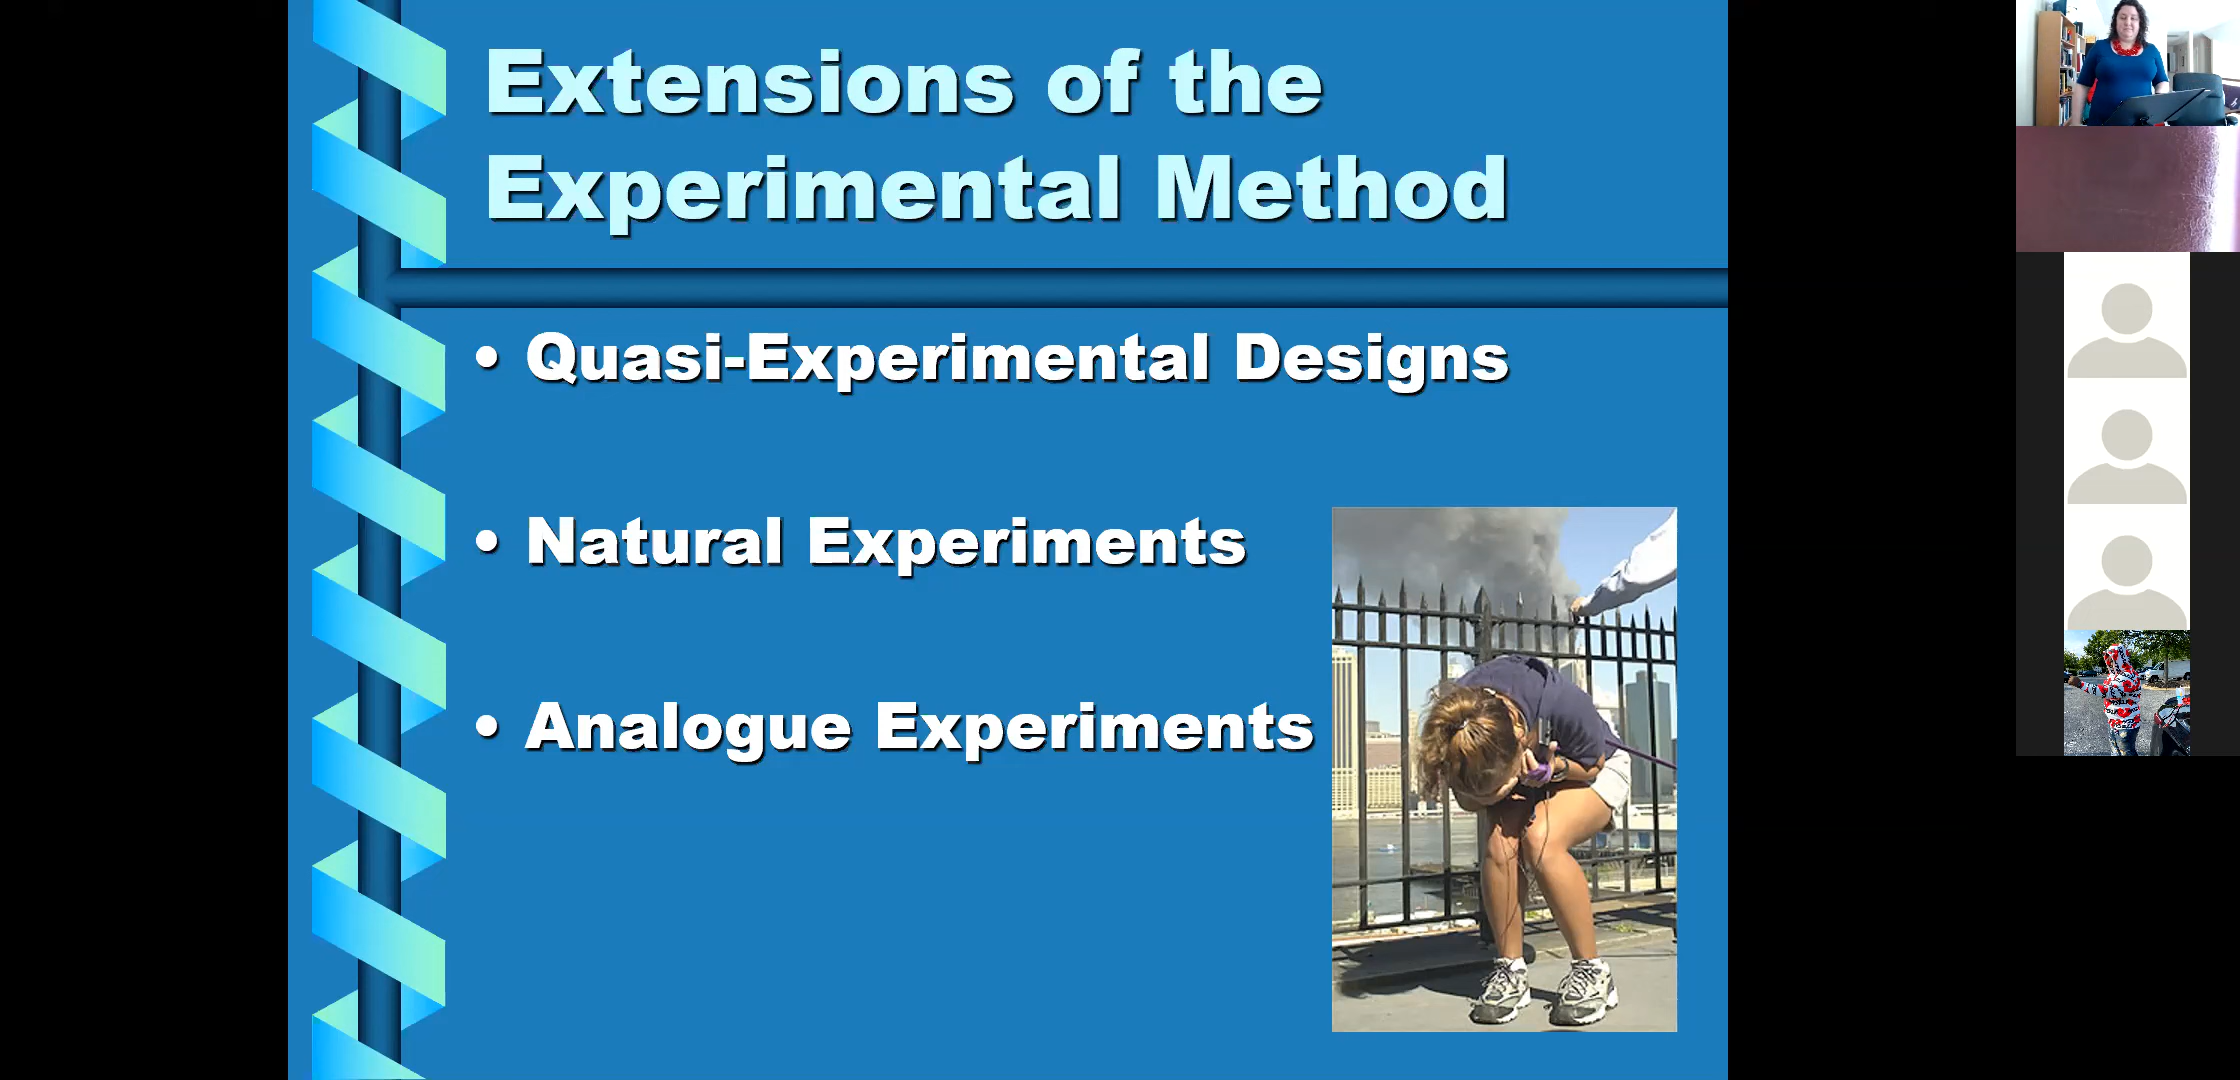 Extensions of the
Experimental Method
• Quasi-Experimental Designs
• Natural Experiments
• Analogue Experiments